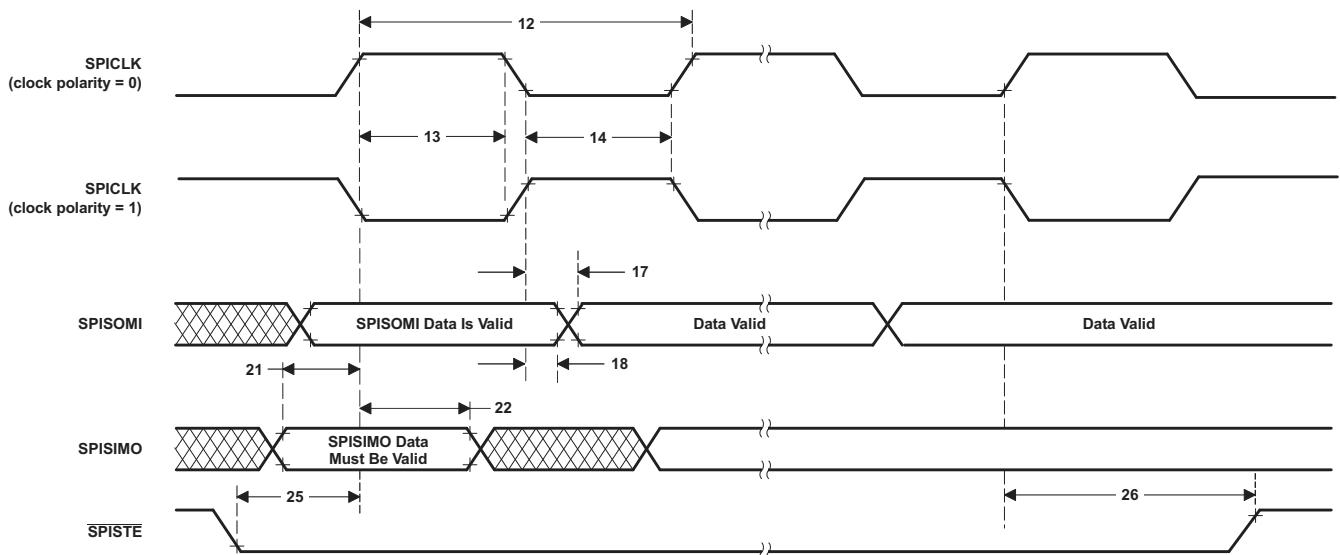 12
SPICLK
(clock polarity = 0)
13
14
SPICLK
(clock polarity = 1)
17
SPISOMI
SPISOMI Data Is Valid
Data Valid
Data Valid
18
21
22
SPISIMO
SPISIMO Data
Must Be Valid
25
26
SPISTE